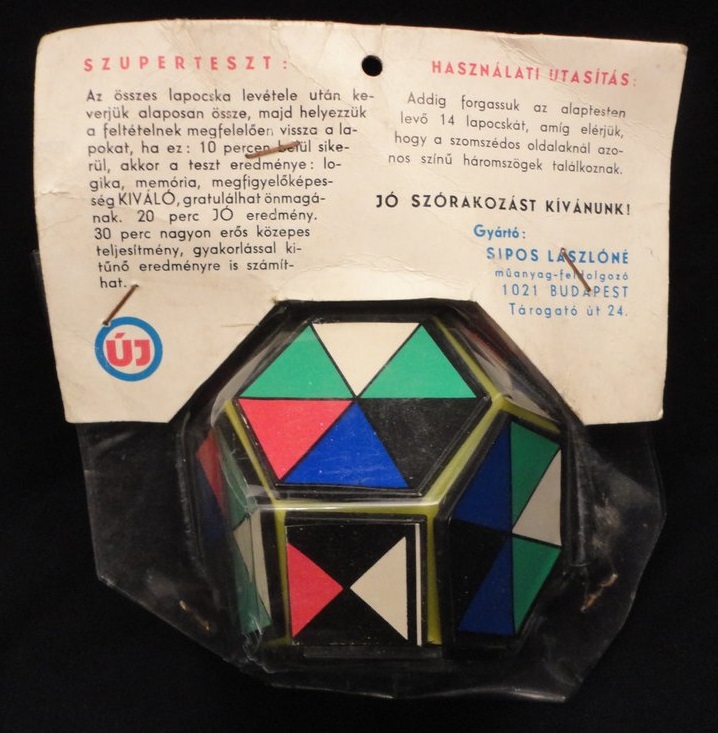 SZUPERTESZT:
Az összes lapocska levétele után ke-
verjük alaposan össze, majd helyezzük
a feltételnek megfelelően vissza a la-
pokat, ha ez: 10 percen belül sike-
rül, akkor a teszt eredménye: lo-
gika, memória, megfigyelőképes-
ség KIVÁLÓ, gratulálhat önmagá-
nak. 20 perc JÓ eredmény.
30 perc nagyon erős közepes
teljesítmény, gyakorlással ki-
tűnő eredményre is számít-
hat.
ÚJ
HASZNÁLATI UTASÍTÁS:
Addig forgassuk az alaptesten
levő 14 lapocskát, amíg elérjük,
hogy a szomszédos oldalaknál azo-
nos színű háromszögek találkoznak.
JÓ SZÓRAKOZÁST KÍVÁNUNK!
Gyártó:
SIPOS LÁSZLÓNÉ
műanyag-feldolgozó
1021 BUDAPEST
Tárogató út 24.